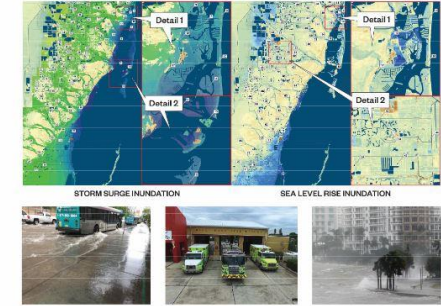 Detail 1
Detail 1
Detail 2
Detail 2
STORM SURGE INUNDATION
SEA LEVEL RISE INUNDATION